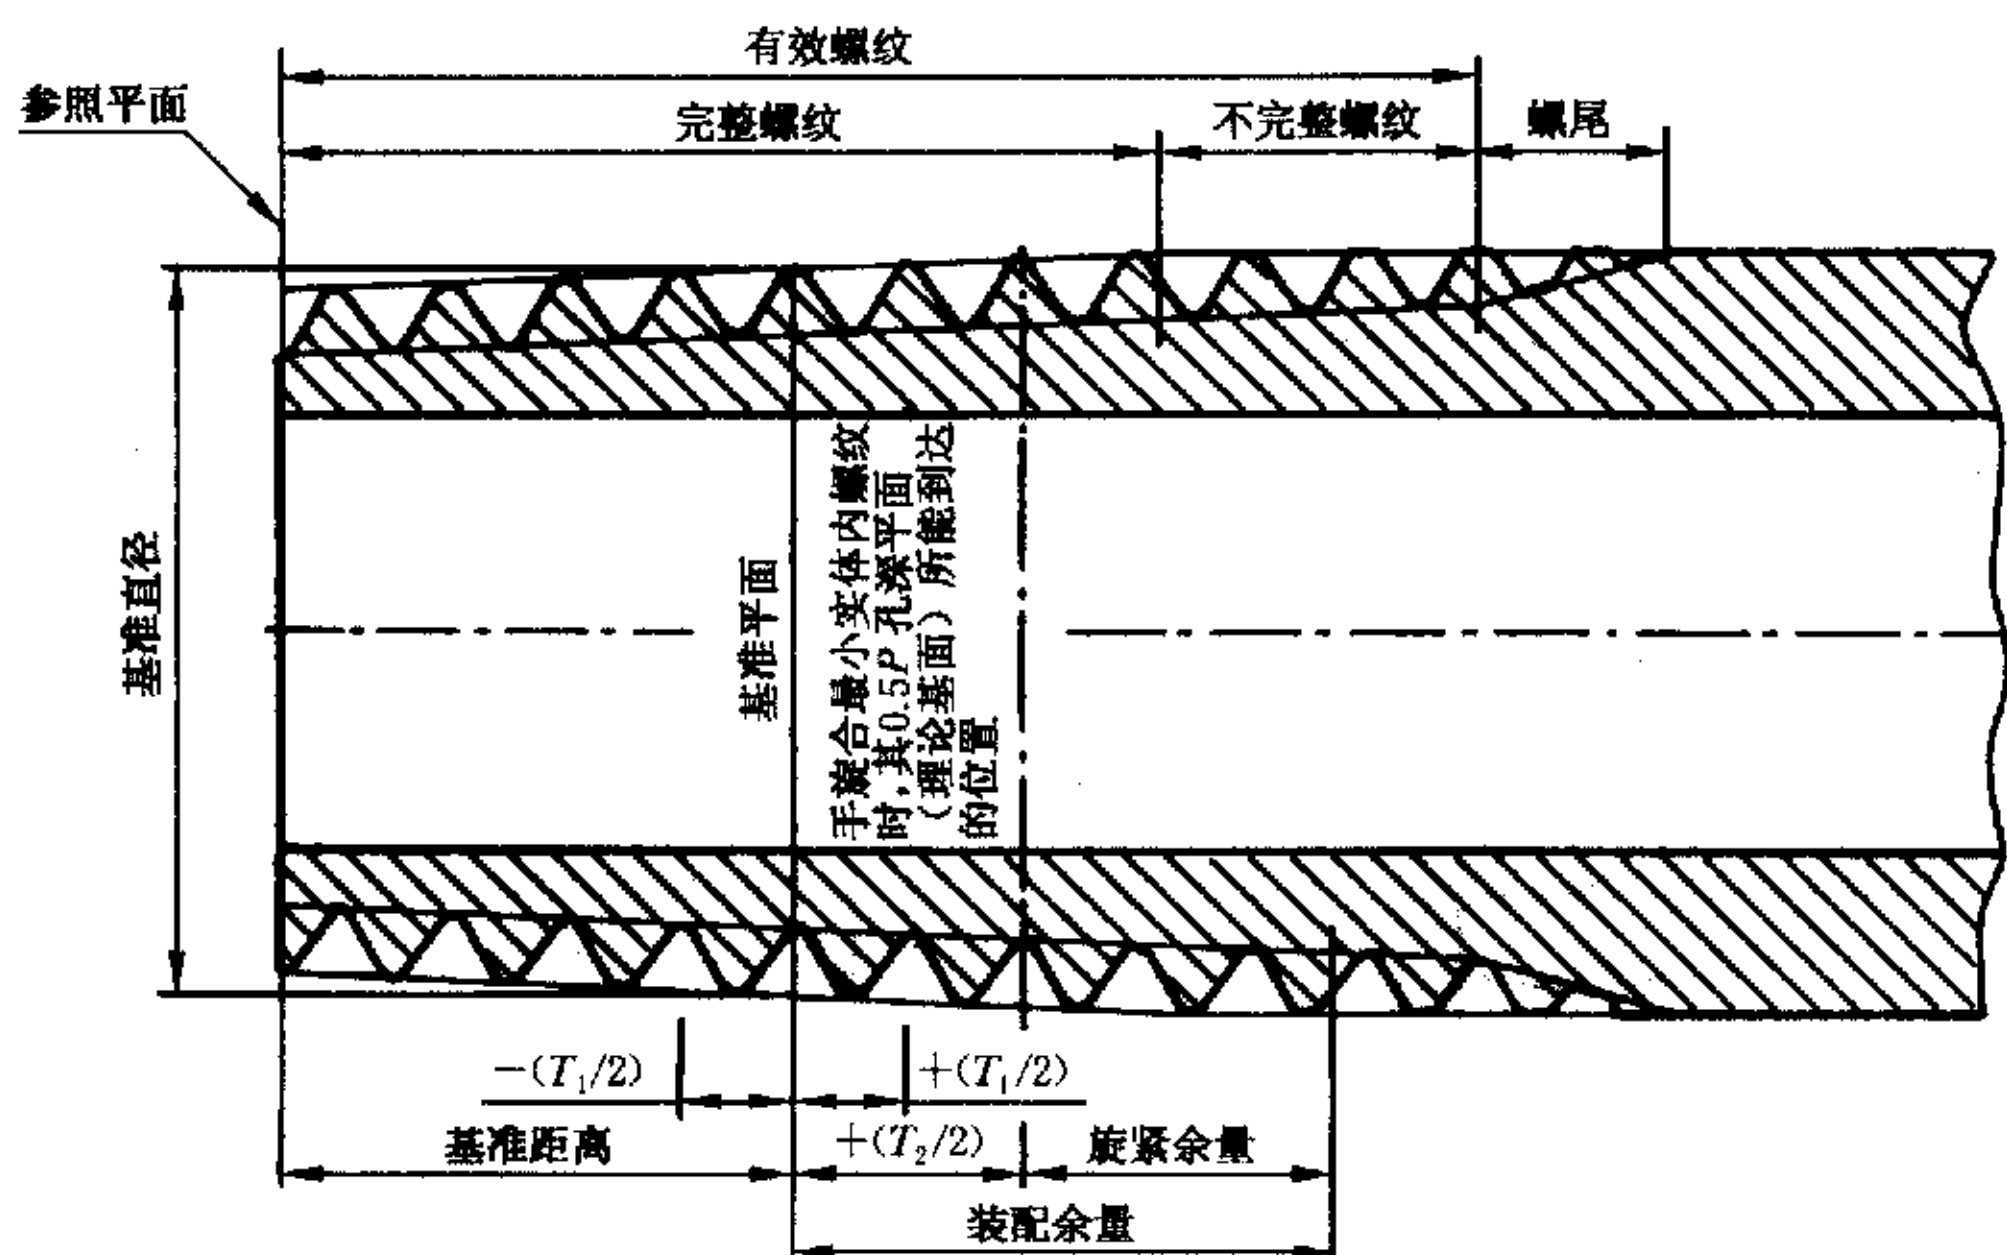 有效螺纹
参照平面
完整螺纹
不完整螺纹
螺尾
基准直径
基准平面
手旋合最小实体内螺纹
时,其0.5P 孔深平面
(理论基面)所能到达
的位置
-(T₁/2)
+(T₁/2)
基准距离
+(T₂/2)
旋紧余量
装配余量